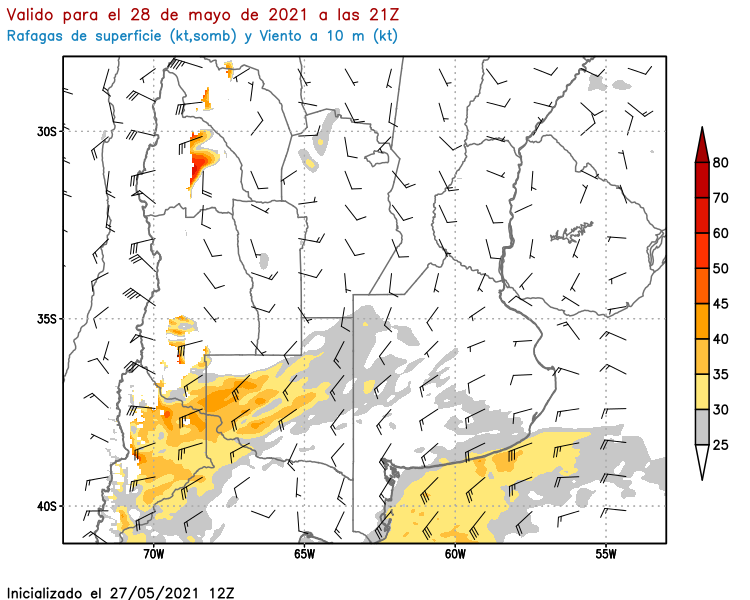 Valido para el 28 de mayo de 2021 a las 21Z
Rafagas de superficie (kt,somb) y Viento a 10 m (kt)
30S
35S
40S
70W
65W
60W
55W
80
70
60
50
45
40
35
30
25
Inicializado el 27/05/2021 12Z